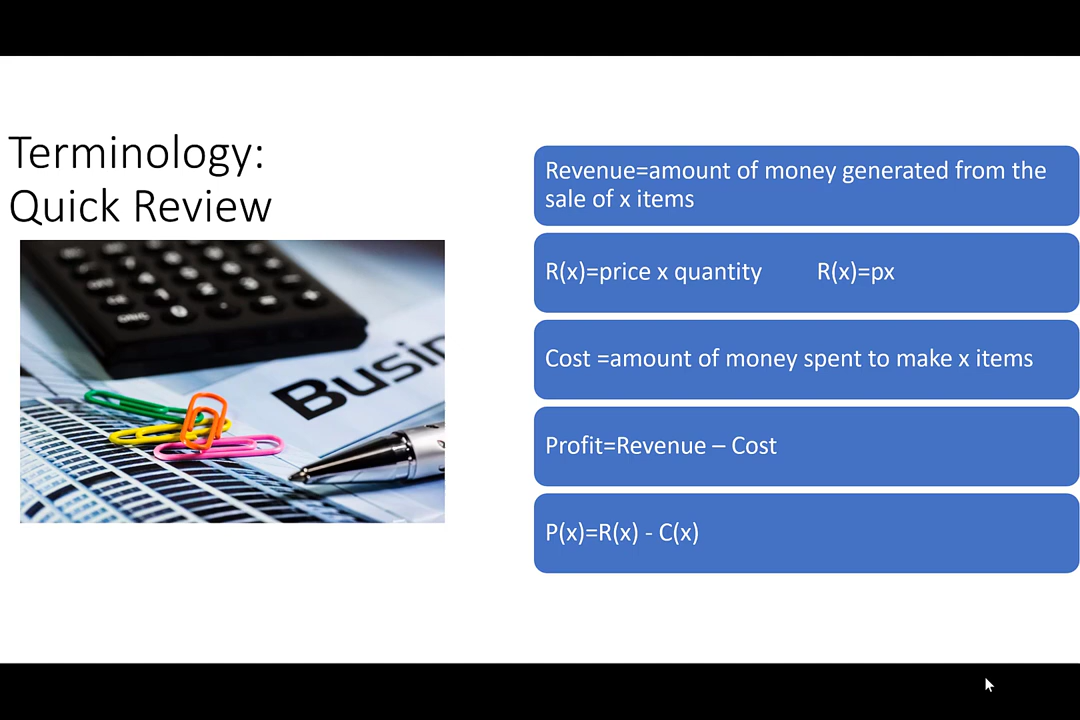 Terminology:
Quick Review
Busin
Revenue=amount of money generated from the
sale of x items
R(x)=price x quantity R(x)=px
Cost =amount of money spent to make x items
Profit=Revenue – Cost
P(x)=R(x) - C(x)